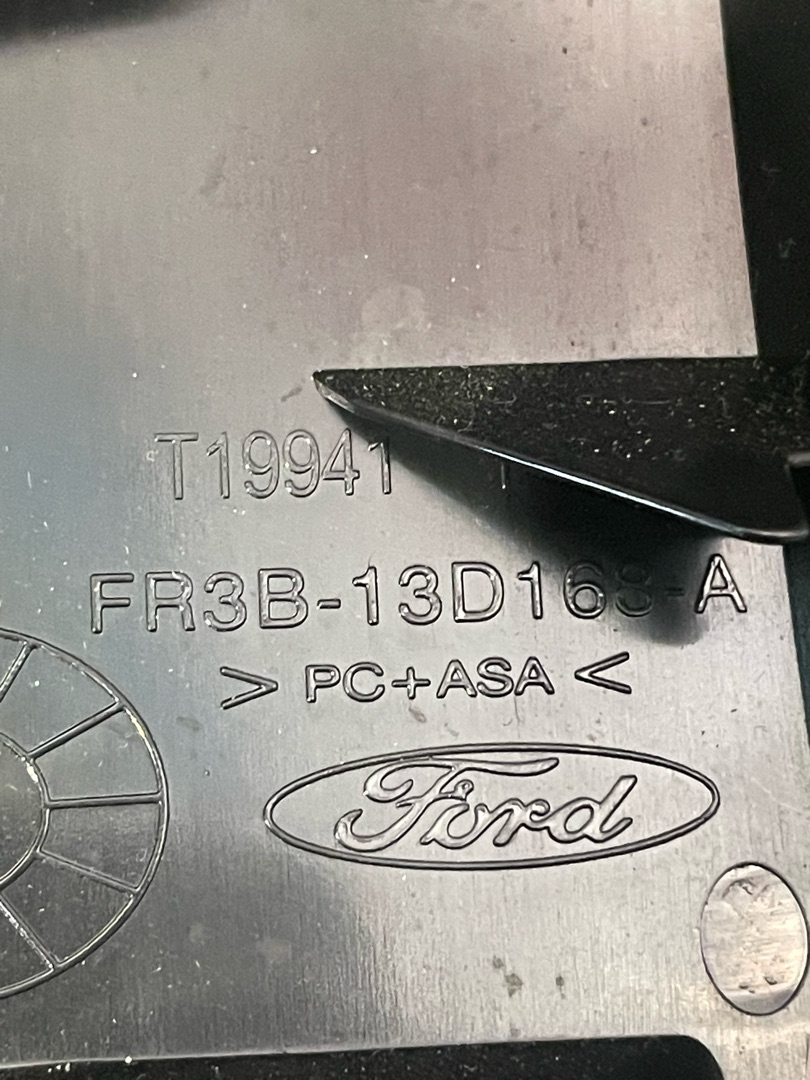 T19941
FR3B-13D168-A
> PC+ASA <
Ford